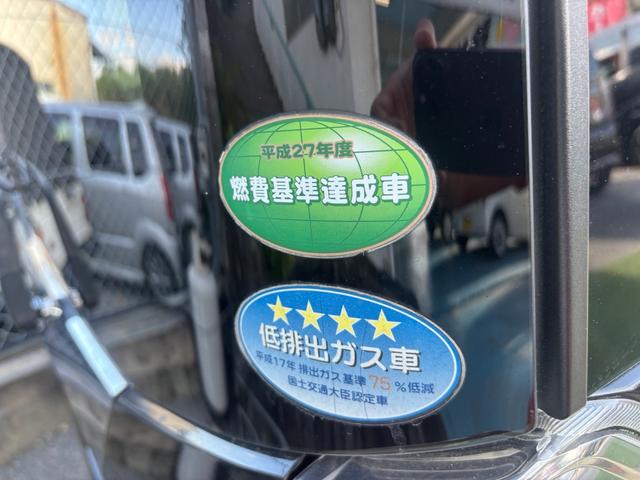 平成27年度
燃費基準達成車
低排出ガス車
平成17年 排出ガス基準 75%低減
国土交通大臣認定車